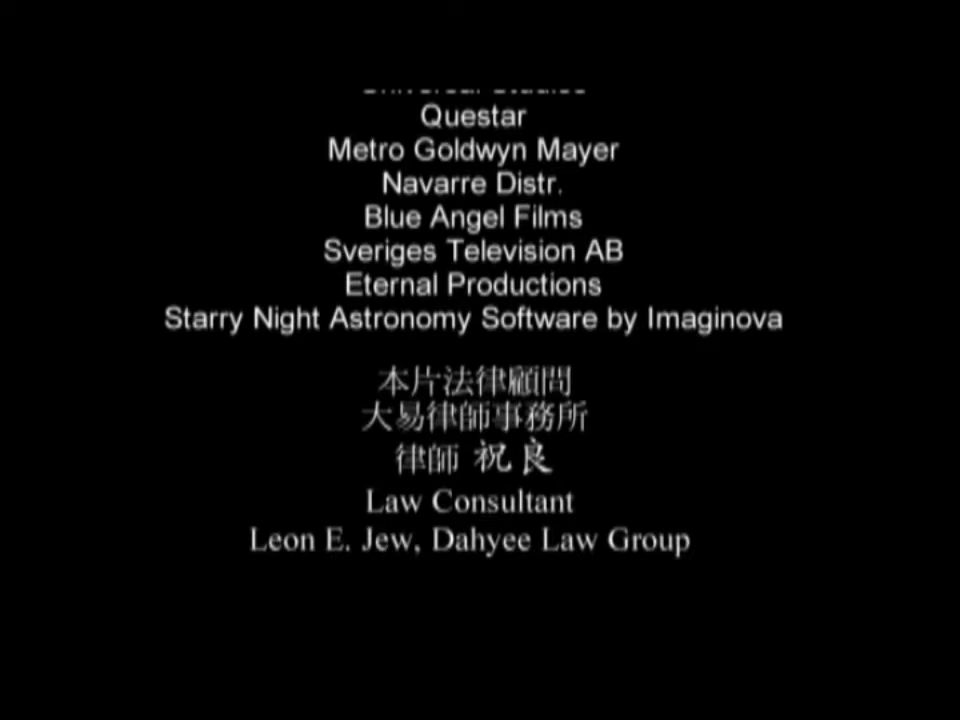 Questar
Metro Goldwyn Mayer
Navarre Distr.
Blue Angel Films
Sveriges Television AB
Eternal Productions
Starry Night Astronomy Software by Imaginova
本片法律顧問
大易律師事務所
律師 祝良
Law Consultant
Leon E. Jew, Dahyee Law Group